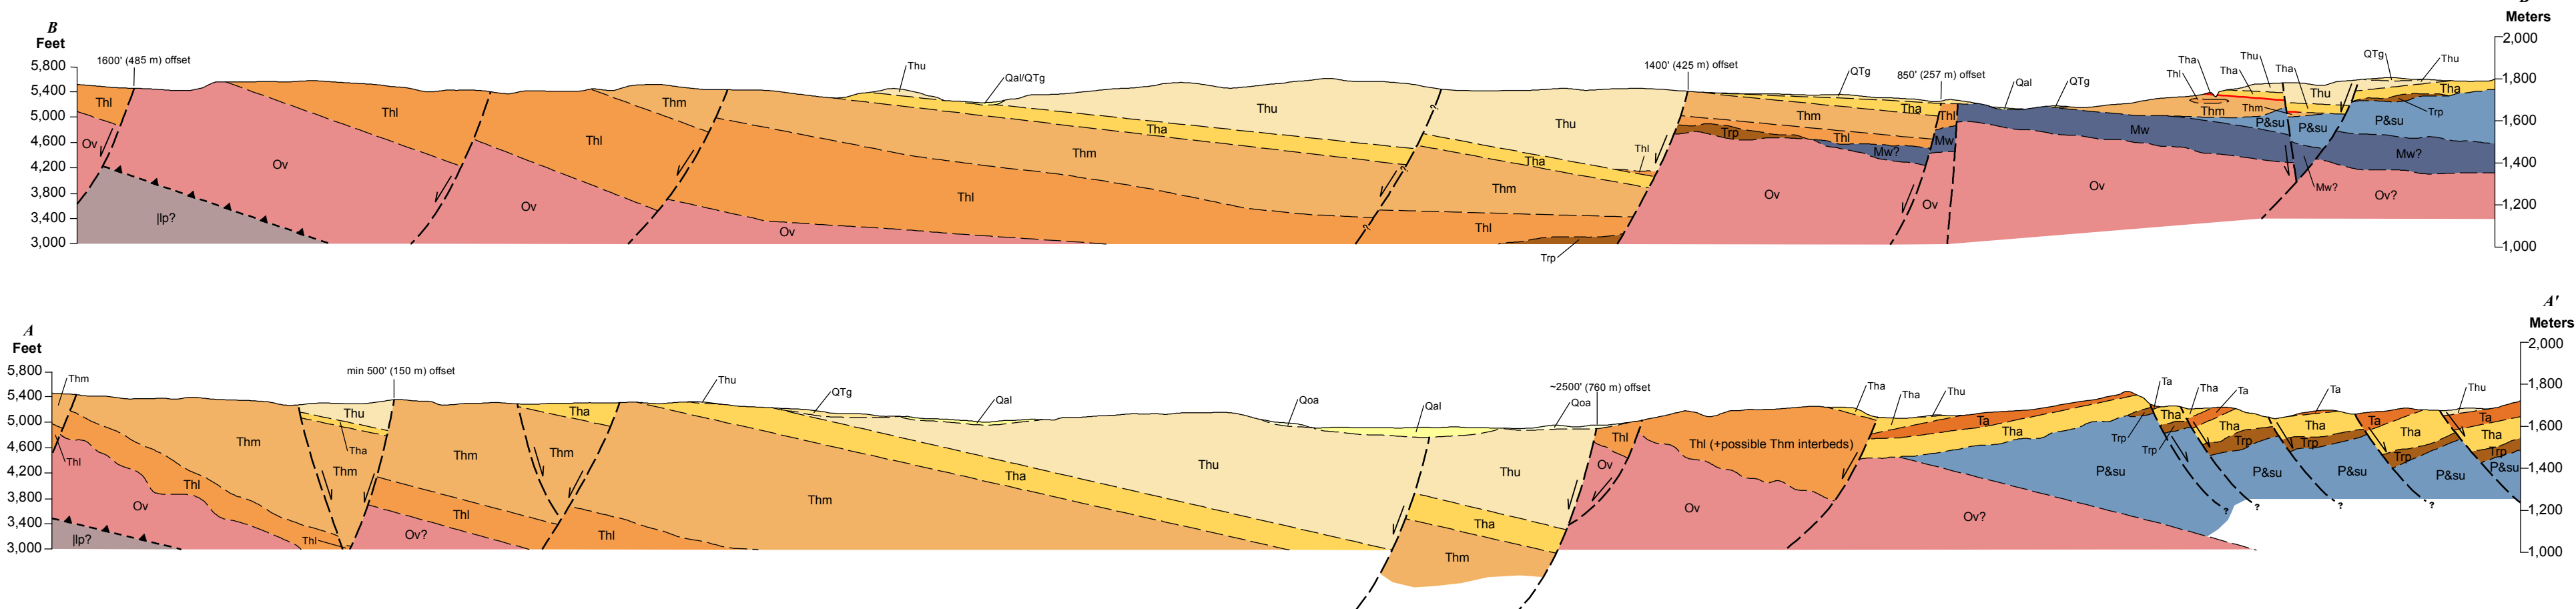 B
Feet
Meters
1600' (485 m) offset
1400' (425 m) offset
850' (257 m) offset
5,800
5,400
5,000
4,600
4,200
3,800
3,400
3,000
2,000
1,800
1,600
1,400
1,200
1,000
Thl
Ov
|lp?
Ov
Thl
Ov
Thl
Thm
Ov
Thl
Thm
Tha
Thu
Qal/QTg
Thu
Thu
Tha
Thl
Thm
Thl
Trp
Trp
Thm
Thl
Mw?
Ov
QTg
Tha
Thl
Mw
Ov
Qal
QTg
Mw
Ov
Tha
Thl
Thm
Tha
Thu
Tha
Thm
P&su
Thu
P&su
Mw?
QTg
Thu
Tha
Trp
P&su
Mw?
Ov?
A
Feet
A'
Meters
min 500' (150 m) offset
~2500' (760 m) offset
5,800
5,400
5,000
4,600
4,200
3,800
3,400
3,000
2,000
1,800
1,600
1,400
1,200
1,000
Thm
Thl
Ov
|lp?
Thl
Thm
Thl
Thu
Tha
Thm
Thm
Thl
Ov?
Tha
Thm
Thl
Thm
Thu
QTg
Tha
Qal
Thu
Qoa
Qal
Thu
Tha
Thm
Qoa
Thl
Ov
Thl (+possible Thm interbeds)
Ov
Tha
Tha
Thu
Ta
Tha
Ov?
P&su
Trp
Ta
Tha
Trp
Tha
Ta
Tha
Trp
P&su
?
?
Ta
Tha
Trp
P&su
?
Ta
Tha
Trp
P&su
?
Thu
Ta
Tha
Trp
P&su